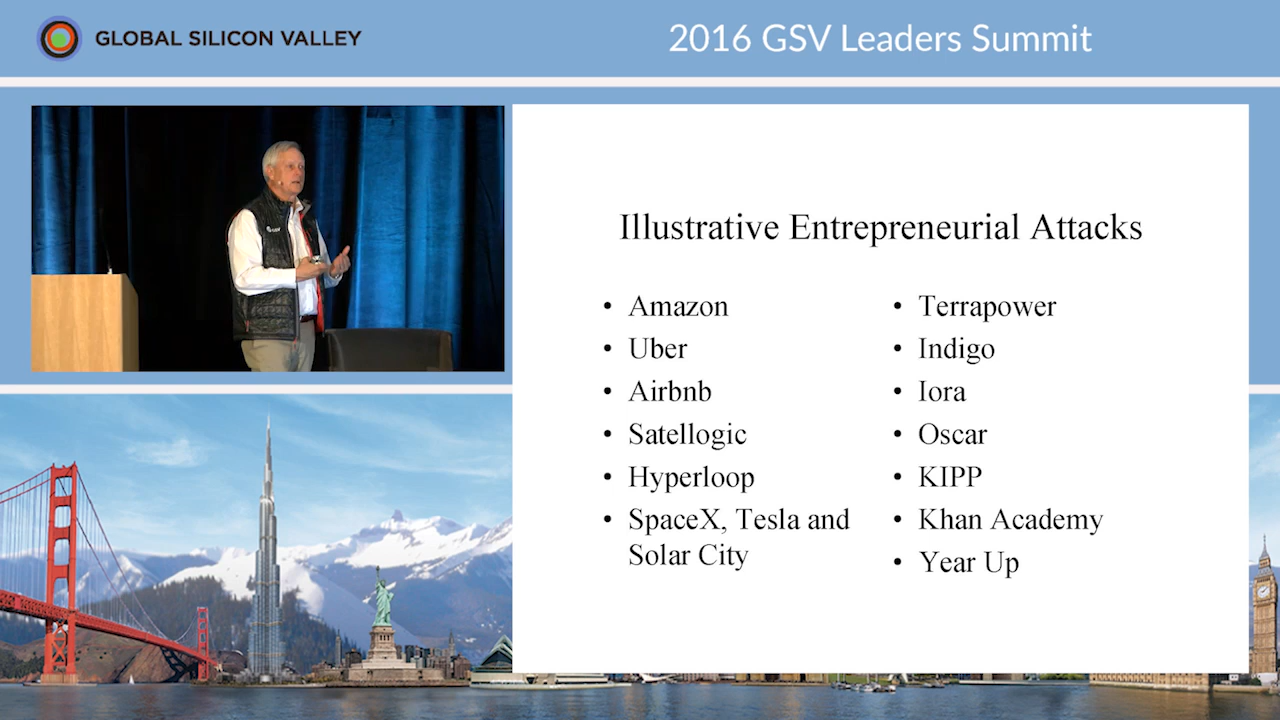 GLOBAL SILICON VALLEY
2016 GSV Leaders Summit
Illustrative Entrepreneurial Attacks
• Amazon
• Uber
• Airbnb
• Satellogic
• Hyperloop
• SpaceX, Tesla and
Solar City
• Terrapower
• Indigo
• Iora
• Oscar
• KIPP
• Khan Academy
• Year Up